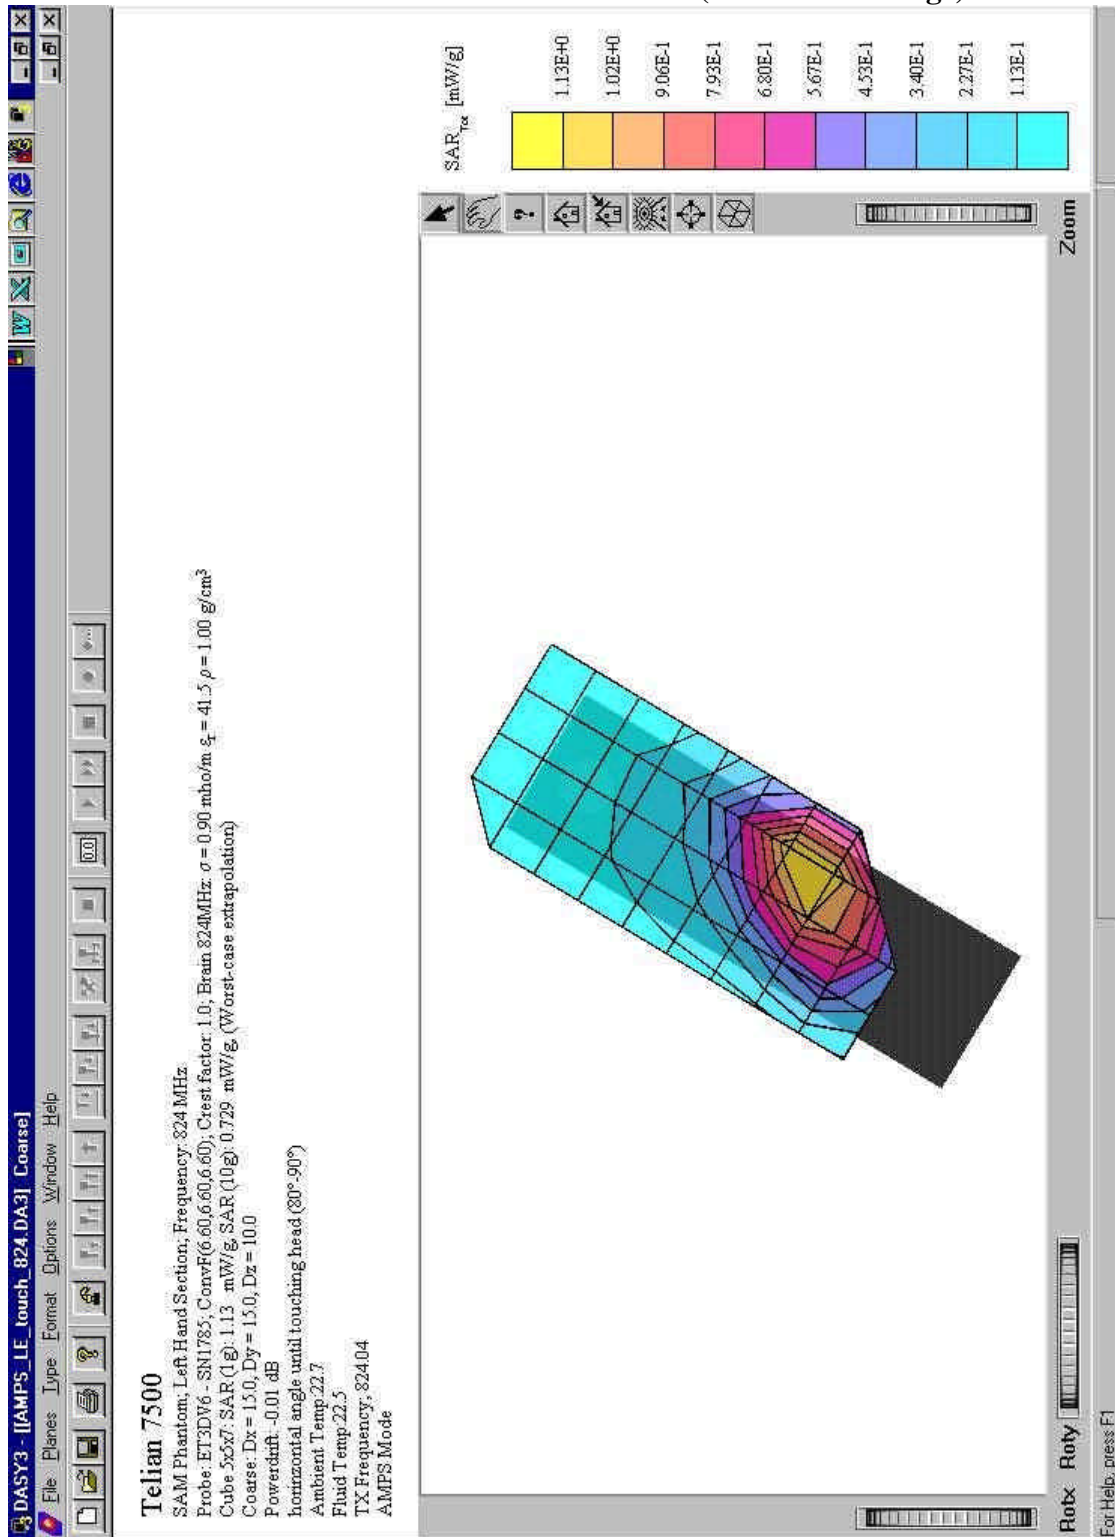 DASY3 - [[AMPS_LE_touch_824.DA3] Coarse]
File Planes Type Format Options Window Help
Telian 7500
SAM Phantom; Left Hand Section; Frequency: 824 MHz
Probe: ET3DV6 - SN1785; ConvF(6.60,6.60,6.60); Crest factor: 1.0; Brain 824MHz: σ = 0.90 mho/m εr = 41.5 ρ = 1.00 g/cm³
Cube 5x5x7: SAR (1g): 1.13 mW/g, SAR (10g): 0.729 mW/g, (Worst-case extrapolation)
Coarse: Dx = 15.0, Dy = 15.0, Dz = 10.0
Powerdrift: -0.01 dB
horinzontal angle until touching head (80°-90°)
Ambient Temp:22.7
Fluid Temp:22.5
TX Frequency; 824.04
AMPS Mode
SAR Tot [mW/g]
1.13E+0
1.02E+0
9.06E-1
7.93E-1
6.80E-1
5.67E-1
4.53E-1
3.40E-1
2.27E-1
1.13E-1
Rotx Roty Zoom
For Help, press F1